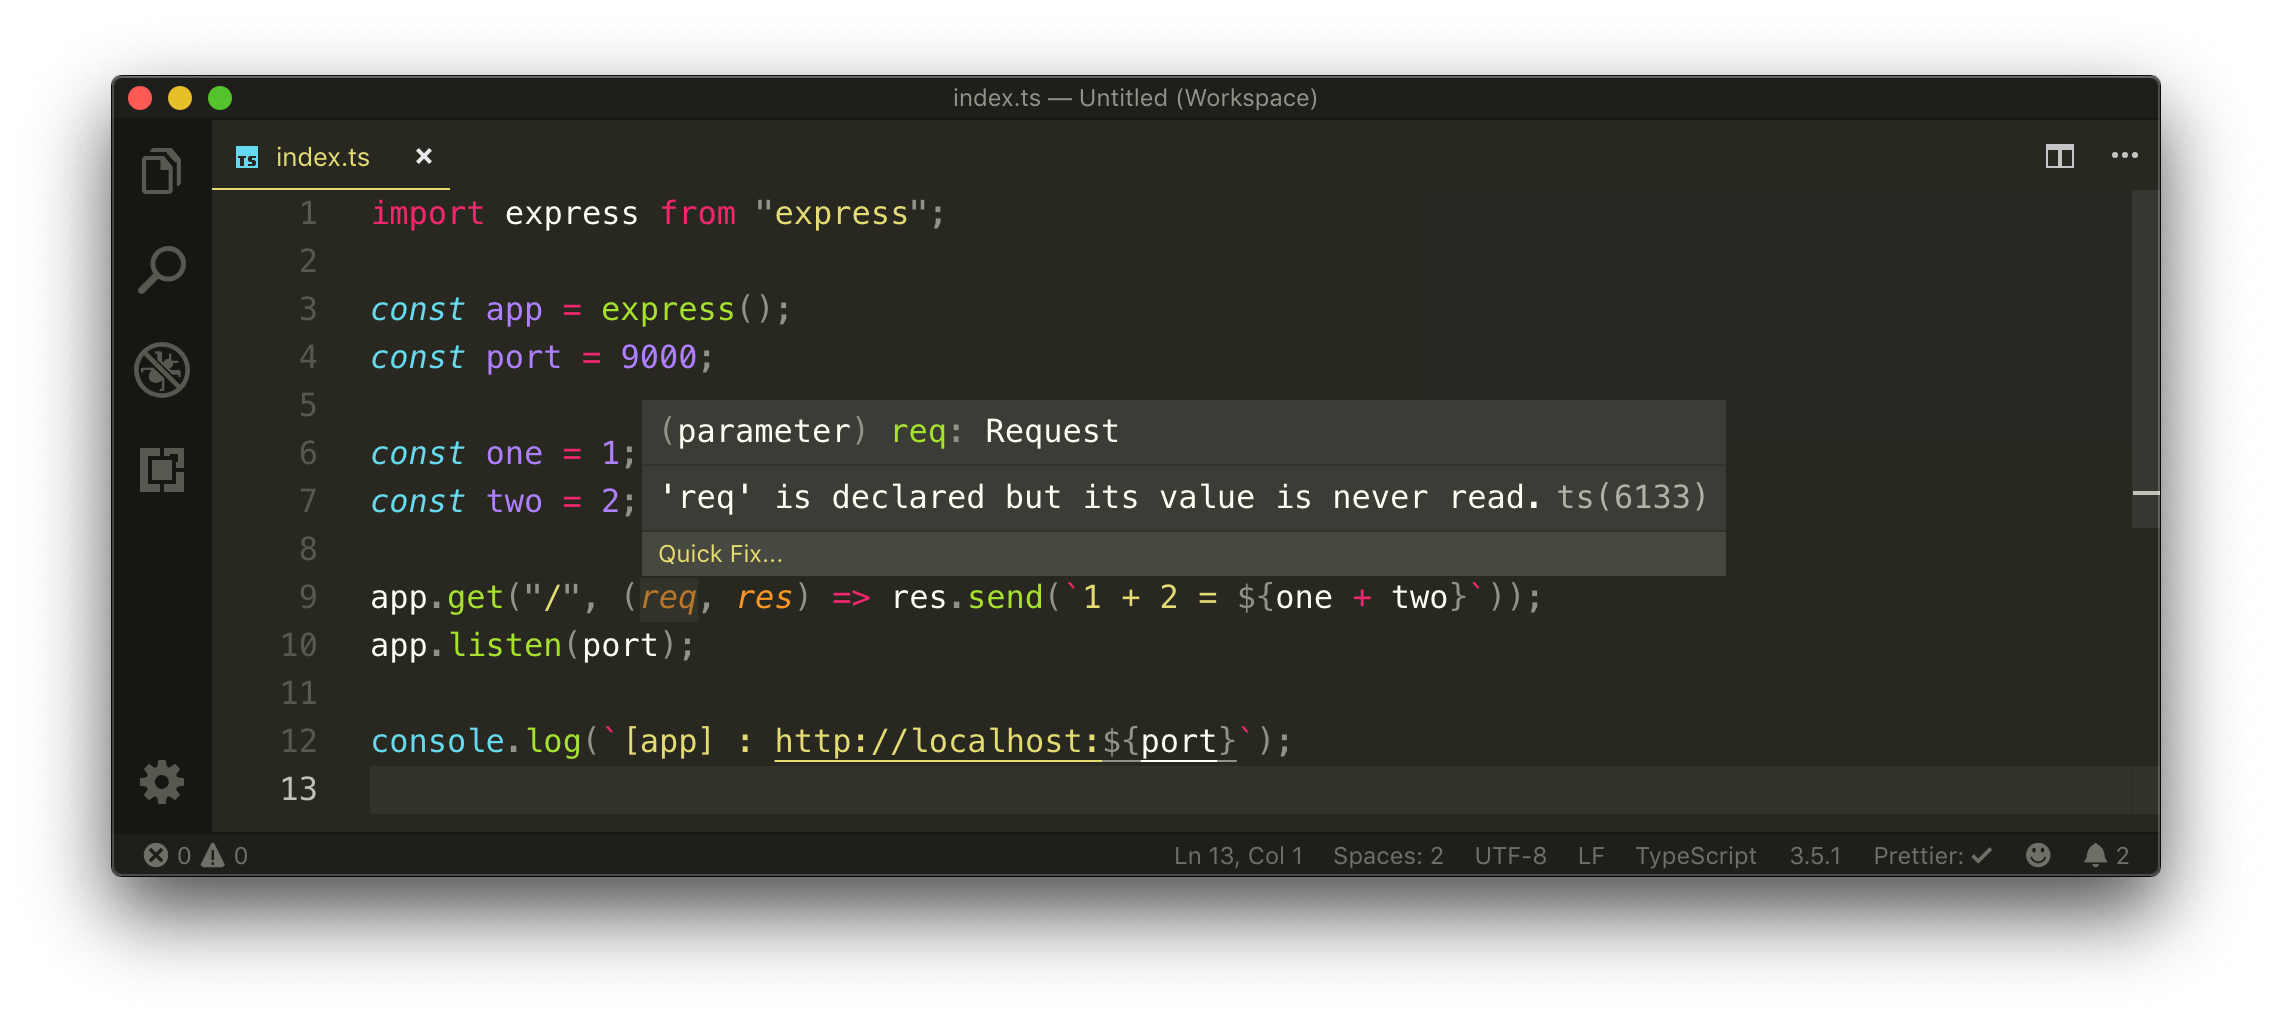 index.ts — Untitled (Workspace)
TS index.ts
1 import express from "express";
2
3 const app = express();
4 const port = 9000;
5
(parameter) req: Request
6 const one = 1;
'req' is declared but its value is never read. ts(6133)
7 const two = 2;
Quick Fix...
8
9 app.get("/", (req, res) => res.send(`1 + 2 = ${one + two}`));
10 app.listen(port);
11
12 console.log(`[app] : http://localhost:${port}`);
13
0 0 Ln 13, Col 1 Spaces: 2 UTF-8 LF TypeScript 3.5.1 Prettier: ✓ 2